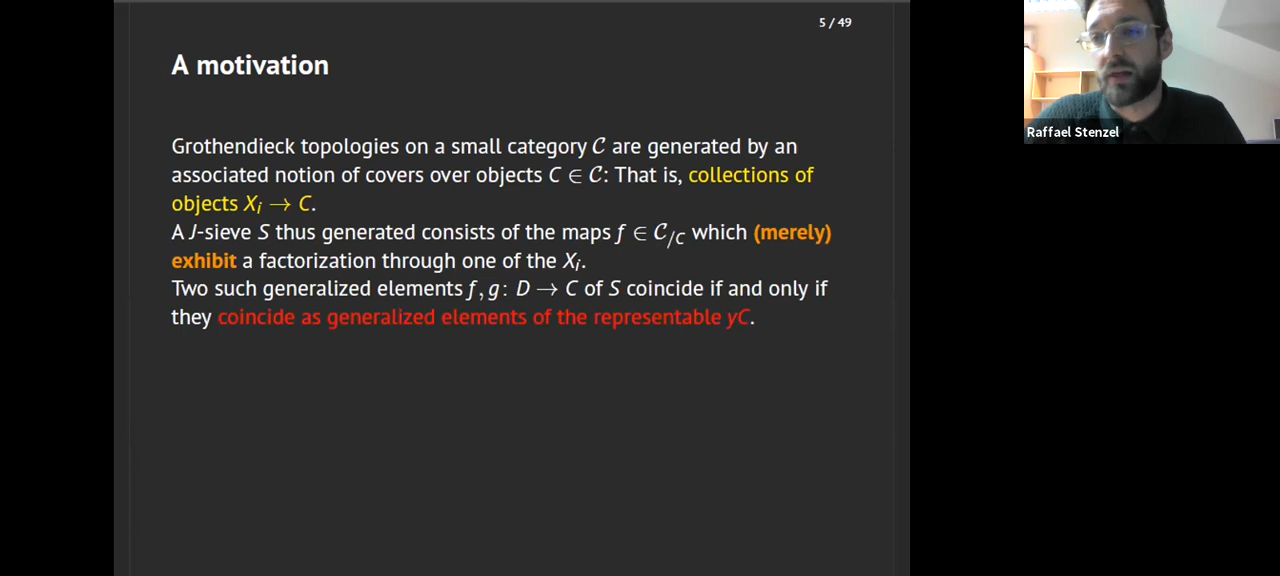 5 / 49
A motivation
Grothendieck topologies on a small category 𝒞 are generated by an
associated notion of covers over objects C ∈ 𝒞: That is, collections of
objects Xᵢ → C.
A J-sieve S thus generated consists of the maps f ∈ 𝒞/C which (merely)
exhibit a factorization through one of the Xᵢ.
Two such generalized elements f, g: D → C of S coincide if and only if
they coincide as generalized elements of the representable yC.
Raffael Stenzel